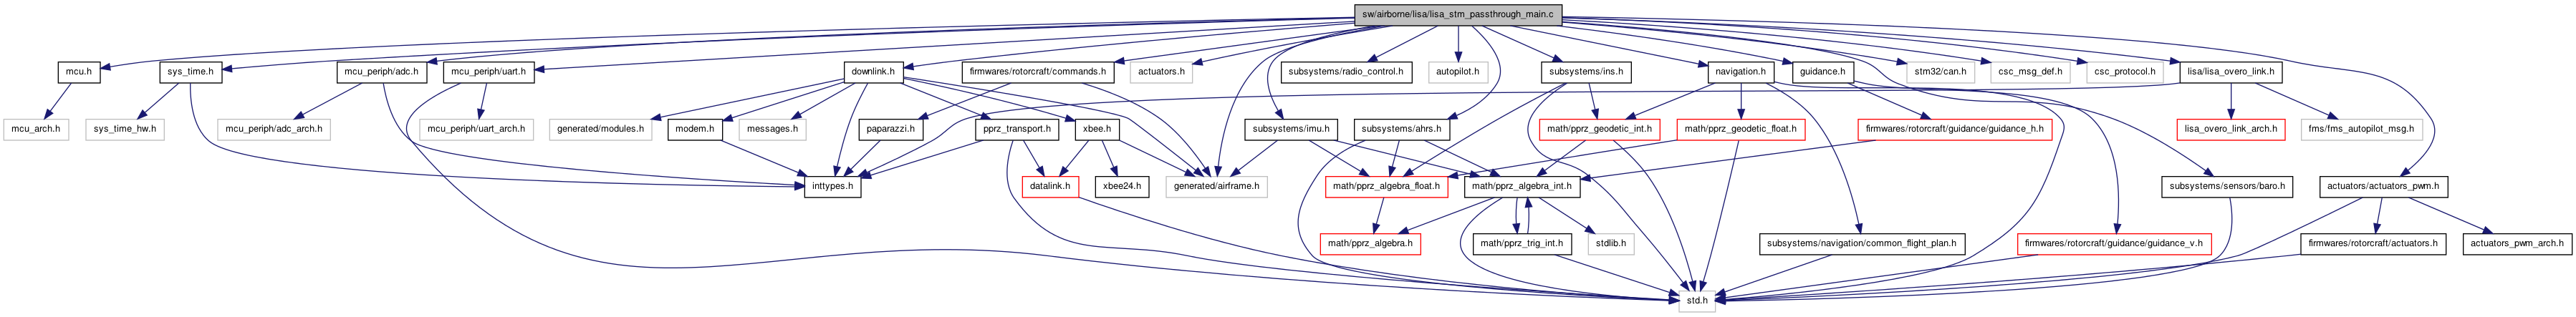 sw/airborne/lisa/lisa_stm_passthrough_main.c
mcu.h
sys_time.h
mcu_periph/adc.h
mcu_periph/uart.h
downlink.h
firmwares/rotorcraft/commands.h
actuators.h
subsystems/radio_control.h
autopilot.h
subsystems/ins.h
navigation.h
guidance.h
stm32/can.h
csc_msg_def.h
csc_protocol.h
lisa/lisa_overo_link.h
mcu_arch.h
sys_time_hw.h
mcu_periph/adc_arch.h
mcu_periph/uart_arch.h
generated/modules.h
modem.h
messages.h
paparazzi.h
pprz_transport.h
xbee.h
subsystems/imu.h
subsystems/ahrs.h
math/pprz_geodetic_int.h
math/pprz_geodetic_float.h
firmwares/rotorcraft/guidance/guidance_h.h
lisa_overo_link_arch.h
fms/fms_autopilot_msg.h
inttypes.h
datalink.h
xbee24.h
generated/airframe.h
math/pprz_algebra_float.h
math/pprz_algebra_int.h
subsystems/sensors/baro.h
actuators/actuators_pwm.h
math/pprz_algebra.h
math/pprz_trig_int.h
stdlib.h
subsystems/navigation/common_flight_plan.h
firmwares/rotorcraft/guidance/guidance_v.h
firmwares/rotorcraft/actuators.h
actuators_pwm_arch.h
std.h